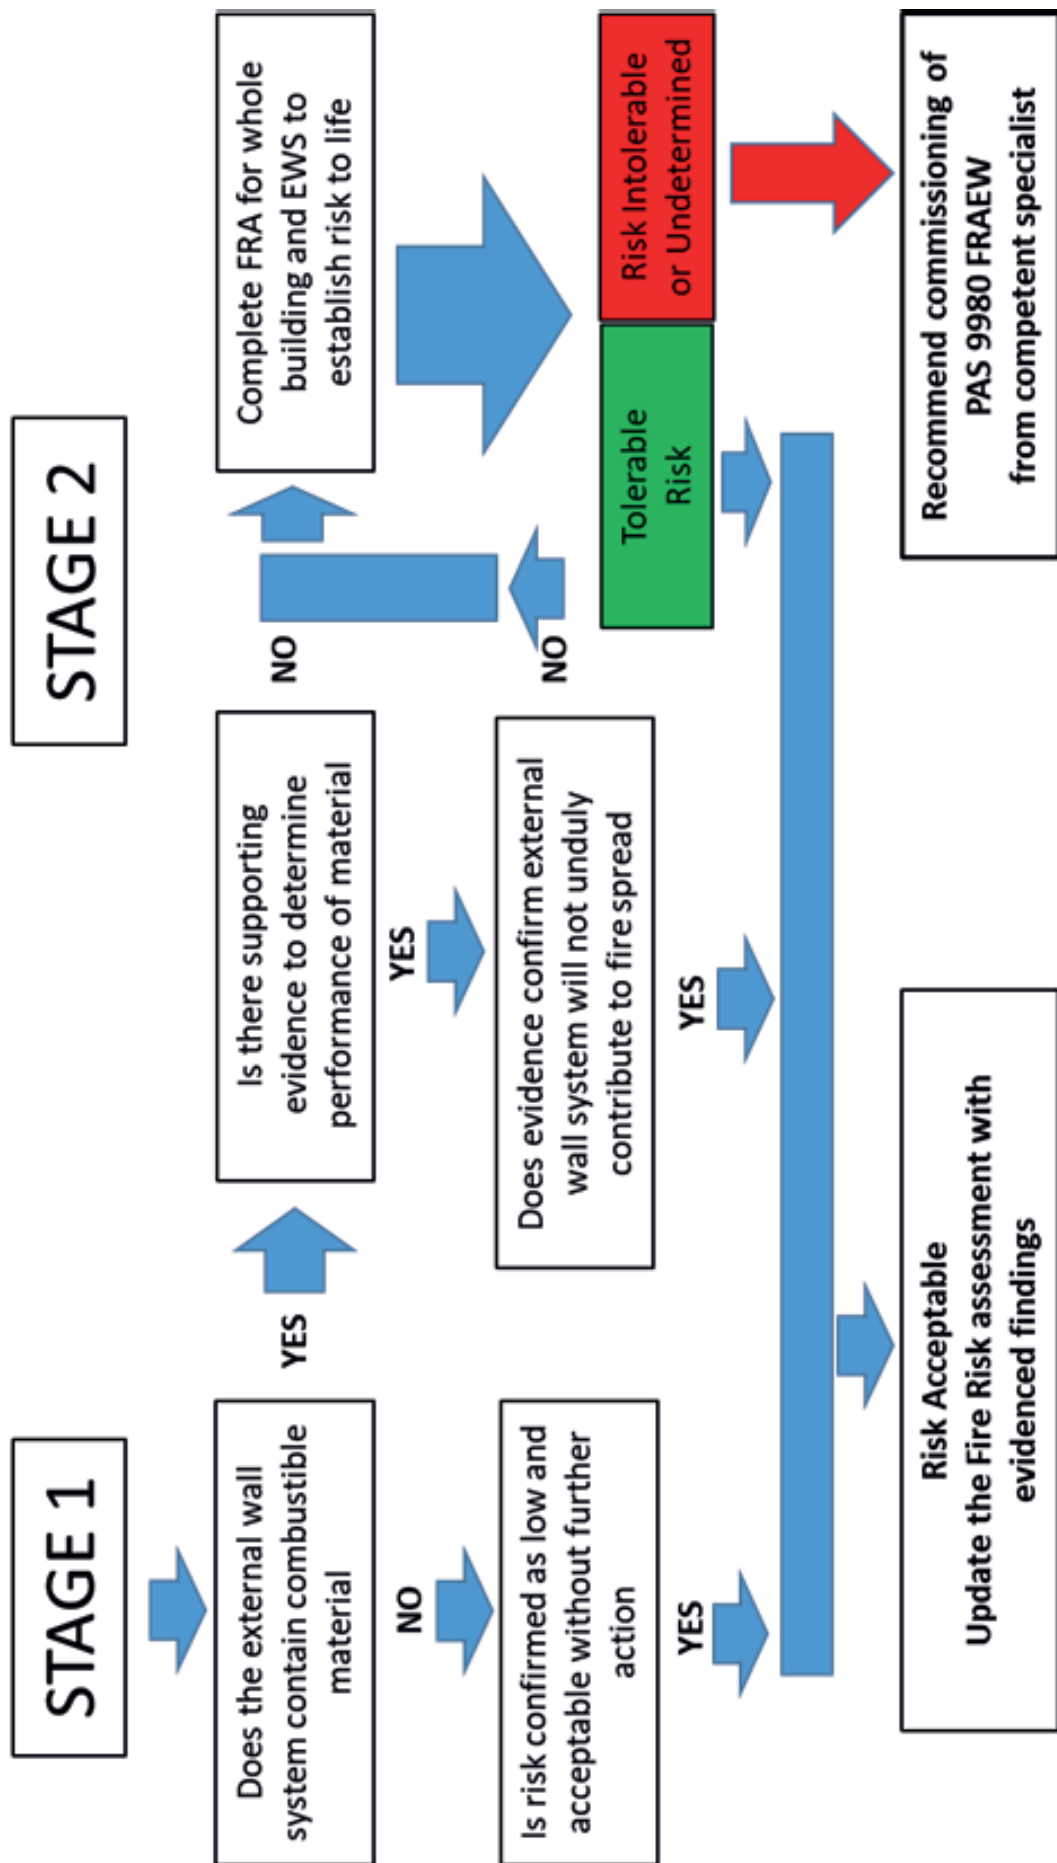 STAGE 1
Does the external wall
system contain combustible
material
NO
Is risk confirmed as low and
acceptable without further
action
YES
YES
Is there supporting
evidence to determine
performance of material
YES
Does evidence confirm external
wall system will not unduly
contribute to fire spread
YES
NO
NO
STAGE 2
Complete FRA for whole
building and EWS to
establish risk to life
Tolerable
Risk
Risk Intolerable
or Undetermined
Risk Acceptable
Update the Fire Risk assessment with
evidenced findings
Recommend commissioning of
PAS 9980 FRAEW
from competent specialist